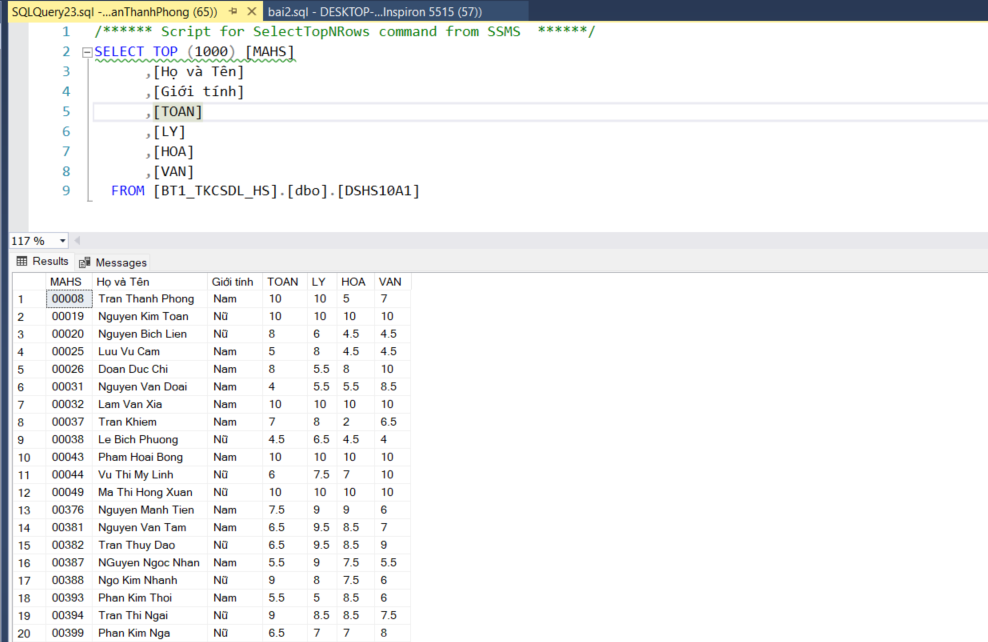 SQLQuery23.sql -...anThanhPhong (65)) bai2.sql - DESKTOP-...Inspiron 5515 (57))
1 /****** Script for SelectTopNRows command from SSMS ******/
2 SELECT TOP (1000) [MAHS]
3 ,[Họ và Tên]
4 ,[Giới tính]
5 ,[TOAN]
6 ,[LY]
7 ,[HOA]
8 ,[VAN]
9 FROM [BT1_TKCSDL_HS].[dbo].[DSHS10A1]
117 %
Results Messages
MAHS Họ và Tên Giới tính TOAN LY HOA VAN
1 00008 Tran Thanh Phong Nam 10 10 5 7
2 00019 Nguyen Kim Toan Nữ 10 10 10 10
3 00020 Nguyen Bich Lien Nữ 8 6 4.5 4.5
4 00025 Luu Vu Cam Nam 5 8 4.5 4.5
5 00026 Doan Duc Chi Nam 8 5.5 8 10
6 00031 Nguyen Van Doai Nam 4 5.5 5.5 8.5
7 00032 Lam Van Xia Nam 10 10 10 10
8 00037 Tran Khiem Nam 7 8 2 6.5
9 00038 Le Bich Phuong Nữ 4.5 6.5 4.5 4
10 00043 Pham Hoai Bong Nam 10 10 10 10
11 00044 Vu Thi My Linh Nữ 6 7.5 7 10
12 00049 Ma Thi Hong Xuan Nữ 10 10 10 10
13 00376 Nguyen Manh Tien Nam 7.5 9 9 6
14 00381 Nguyen Van Tam Nam 6.5 9.5 8.5 7
15 00382 Tran Thuy Dao Nữ 6.5 9.5 8.5 9
16 00387 NGuyen Ngoc Nhan Nam 5.5 9 7.5 5.5
17 00388 Ngo Kim Nhanh Nữ 9 8 7.5 6
18 00393 Phan Kim Thoi Nam 5.5 5 8.5 6
19 00394 Tran Thi Ngai Nữ 9 8.5 8.5 7.5
20 00399 Phan Kim Nga Nữ 6.5 7 7 8